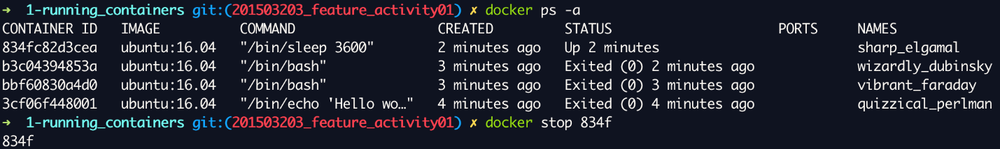 ➜  1-running_containers git:(201503203_feature_activity01) ✗ docker ps -a
CONTAINER ID   IMAGE          COMMAND                  CREATED         STATUS                     PORTS     NAMES
834fc82d3cea   ubuntu:16.04   "/bin/sleep 3600"        2 minutes ago   Up 2 minutes                         sharp_elgamal
b3c04394853a   ubuntu:16.04   "/bin/bash"              3 minutes ago   Exited (0) 2 minutes ago             wizardly_dubinsky
bbf60830a4d0   ubuntu:16.04   "/bin/bash"              3 minutes ago   Exited (0) 3 minutes ago             vibrant_faraday
3cf06f448001   ubuntu:16.04   "/bin/echo 'Hello wo…"   4 minutes ago   Exited (0) 4 minutes ago             quizzical_perlman
➜  1-running_containers git:(201503203_feature_activity01) ✗ docker stop 834f
834f